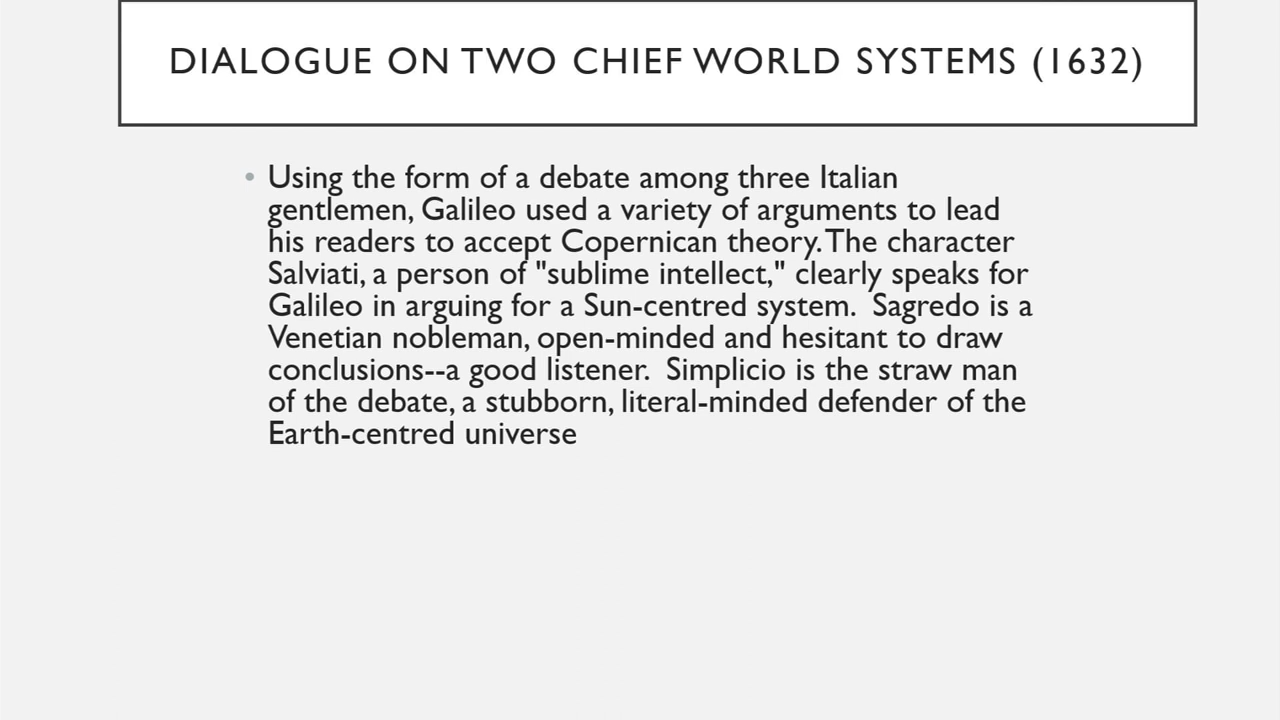 DIALOGUE ON TWO CHIEF WORLD SYSTEMS (1632)
• Using the form of a debate among three Italian
gentlemen, Galileo used a variety of arguments to lead
his readers to accept Copernican theory. The character
Salviati, a person of "sublime intellect," clearly speaks for
Galileo in arguing for a Sun-centred system.  Sagredo is a
Venetian nobleman, open-minded and hesitant to draw
conclusions--a good listener.  Simplicio is the straw man
of the debate, a stubborn, literal-minded defender of the
Earth-centred universe